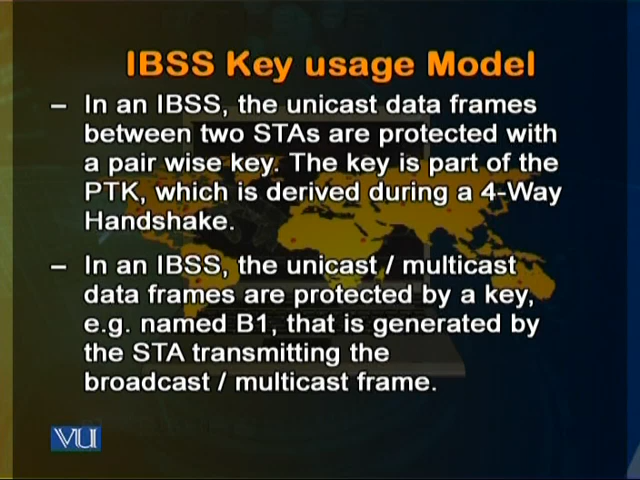 IBSS Key usage Model
– In an IBSS, the unicast data frames
between two STAs are protected with
a pair wise key. The key is part of the
PTK, which is derived during a 4-Way
Handshake.
– In an IBSS, the unicast / multicast
data frames are protected by a key,
e.g. named B1, that is generated by
the STA transmitting the
broadcast / multicast frame.
VU